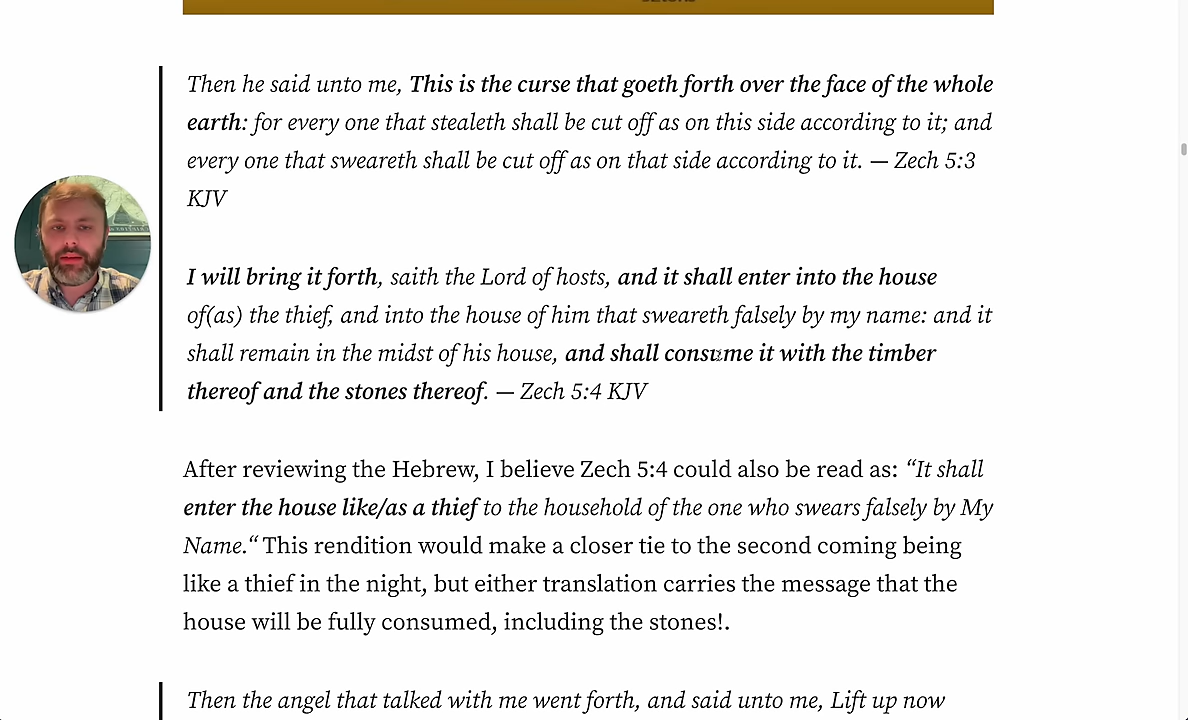 Then he said unto me, This is the curse that goeth forth over the face of the whole
earth: for every one that stealeth shall be cut off as on this side according to it; and
every one that sweareth shall be cut off as on that side according to it. — Zech 5:3
KJV
I will bring it forth, saith the Lord of hosts, and it shall enter into the house
of(as) the thief, and into the house of him that sweareth falsely by my name: and it
shall remain in the midst of his house, and shall consume it with the timber
thereof and the stones thereof. — Zech 5:4 KJV
After reviewing the Hebrew, I believe Zech 5:4 could also be read as: “It shall
enter the house like/as a thief to the household of the one who swears falsely by My
Name.“ This rendition would make a closer tie to the second coming being
like a thief in the night, but either translation carries the message that the
house will be fully consumed, including the stones!.
Then the angel that talked with me went forth, and said unto me, Lift up now